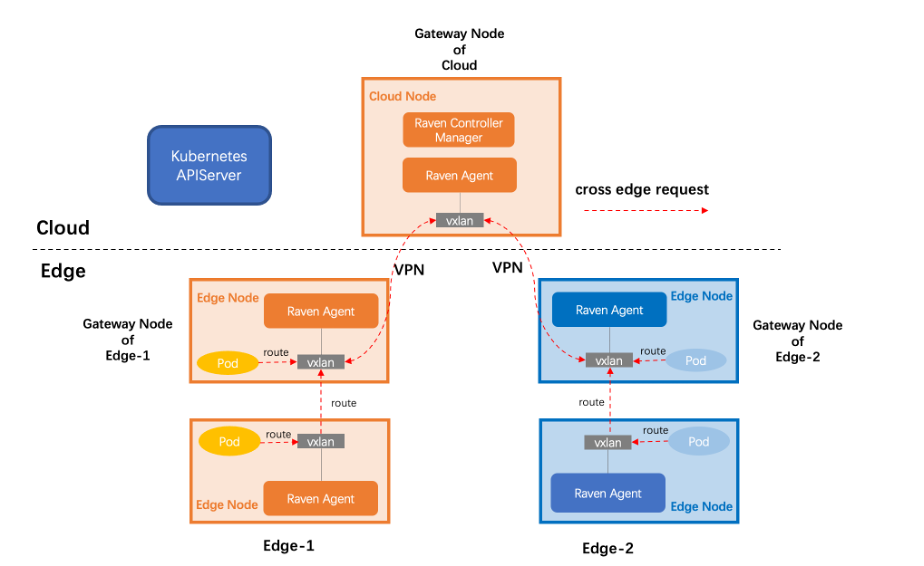 Gateway Node
of
Cloud
Cloud Node
Raven Controller
Manager
Raven Agent
vxlan
Kubernetes
APIServer
cross edge request
Cloud
Edge
VPN
VPN
Gateway Node
of
Edge-1
Edge Node
Raven Agent
Pod
route
vxlan
route
Pod
route
vxlan
Edge Node
Raven Agent
Edge-1
Raven Agent
Edge Node
vxlan
route
Pod
Gateway Node
of
Edge-2
route
vxlan
route
Pod
Raven Agent
Edge Node
Edge-2